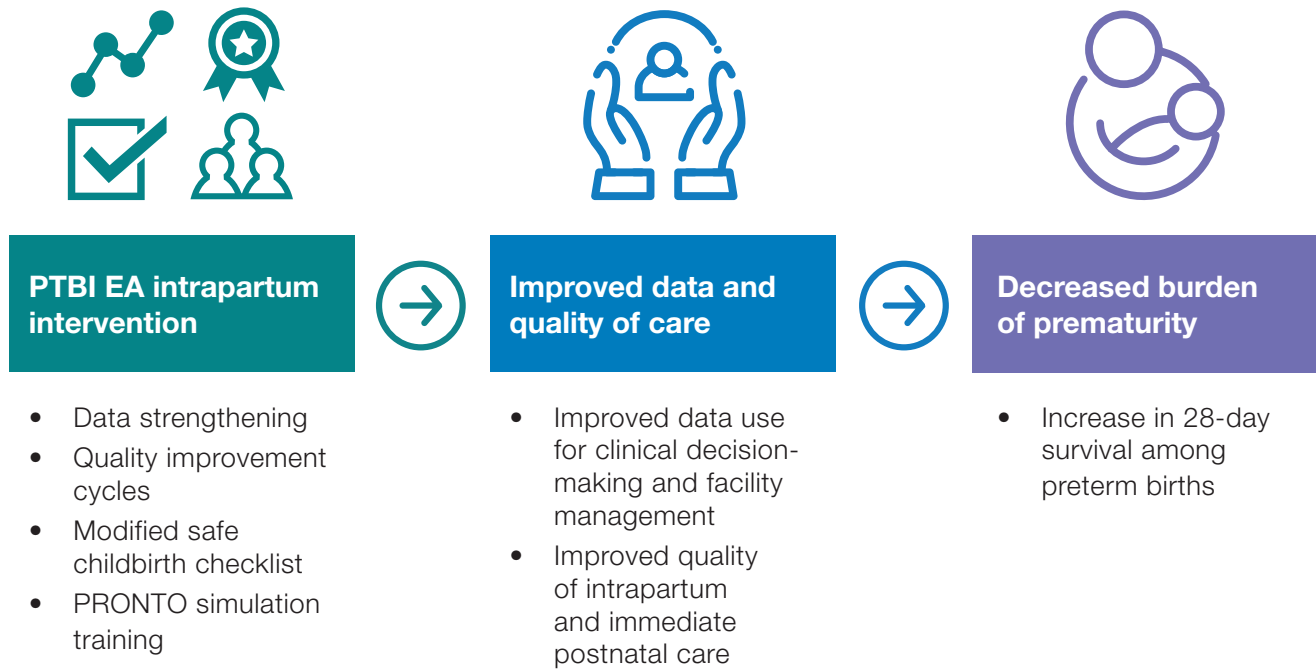 PTBI EA intrapartum
intervention
• Data strengthening
• Quality improvement
cycles
• Modified safe
childbirth checklist
• PRONTO simulation
training
Improved data and
quality of care
• Improved data use
for clinical decision-
making and facility
management
• Improved quality
of intrapartum
and immediate
postnatal care
Decreased burden
of prematurity
• Increase in 28-day
survival among
preterm births